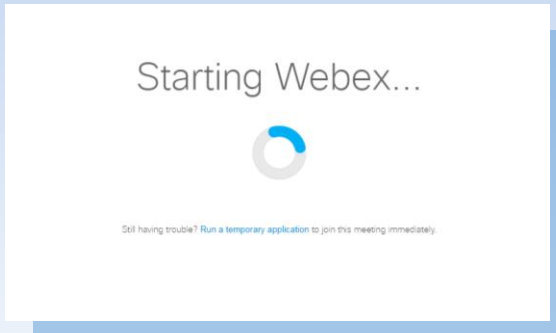 Starting Webex...
Still having trouble? Run a temporary application to join this meeting immediately.